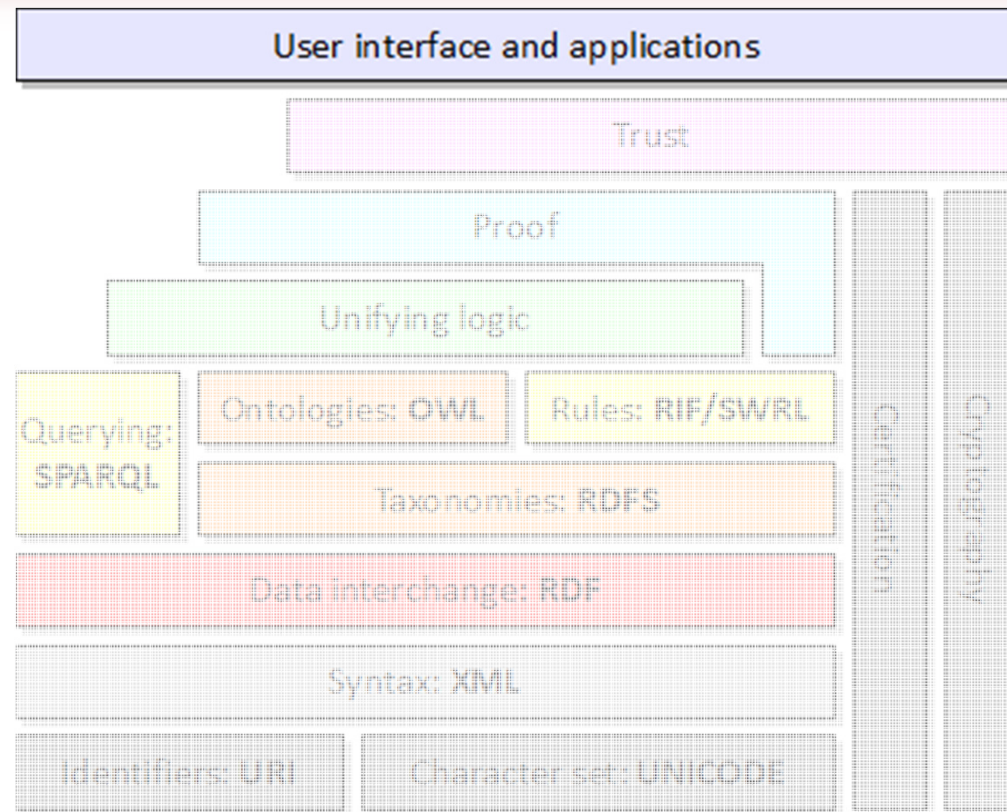 User interface and applications
Trust
Proof
Unifying logic
Querying:
SPARQL
Ontologies: OWL
Rules: RIF/SWRL
Taxonomies: RDFS
Data interchange: RDF
Syntax: XML
Identifiers: URI
Character set: UNICODE
Certification
Cryptography